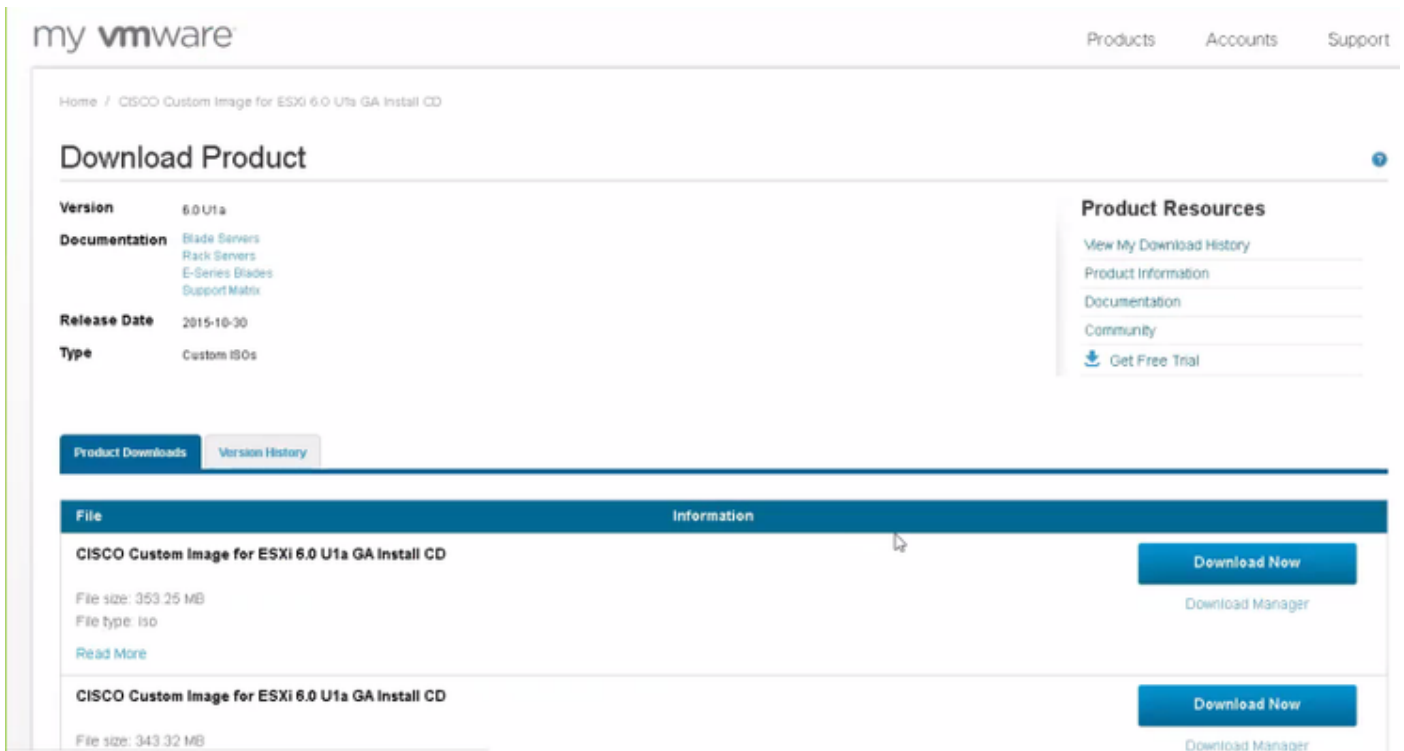 my vmware
Products Accounts Support
Home / CISCO Custom Image for ESXi 6.0 U1a GA Install CD
Download Product
Version 6.0 U1a
Documentation Blade Servers
Rack Servers
E-Series Blades
Support Matrix
Release Date 2015-10-30
Type Custom ISOs
Product Resources
View My Download History
Product Information
Documentation
Community
Get Free Trial
Product Downloads Version History
File Information
CISCO Custom Image for ESXi 6.0 U1a GA Install CD
Download Now
File size: 353.25 MB
Download Manager
File type: iso
Read More
CISCO Custom Image for ESXi 6.0 U1a GA Install CD
Download Now
File size: 343.32 MB
Download Manager